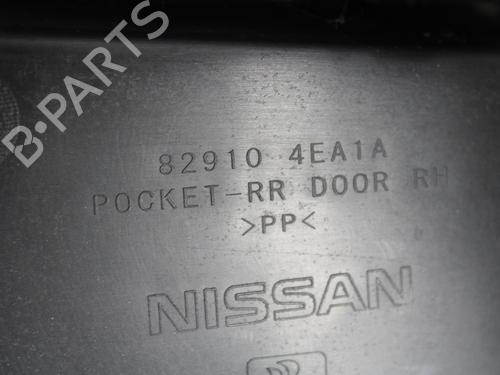 B-PARTS
82910 4EA1A
POCKET-RR DOOR RH
>PP<
NISSAN